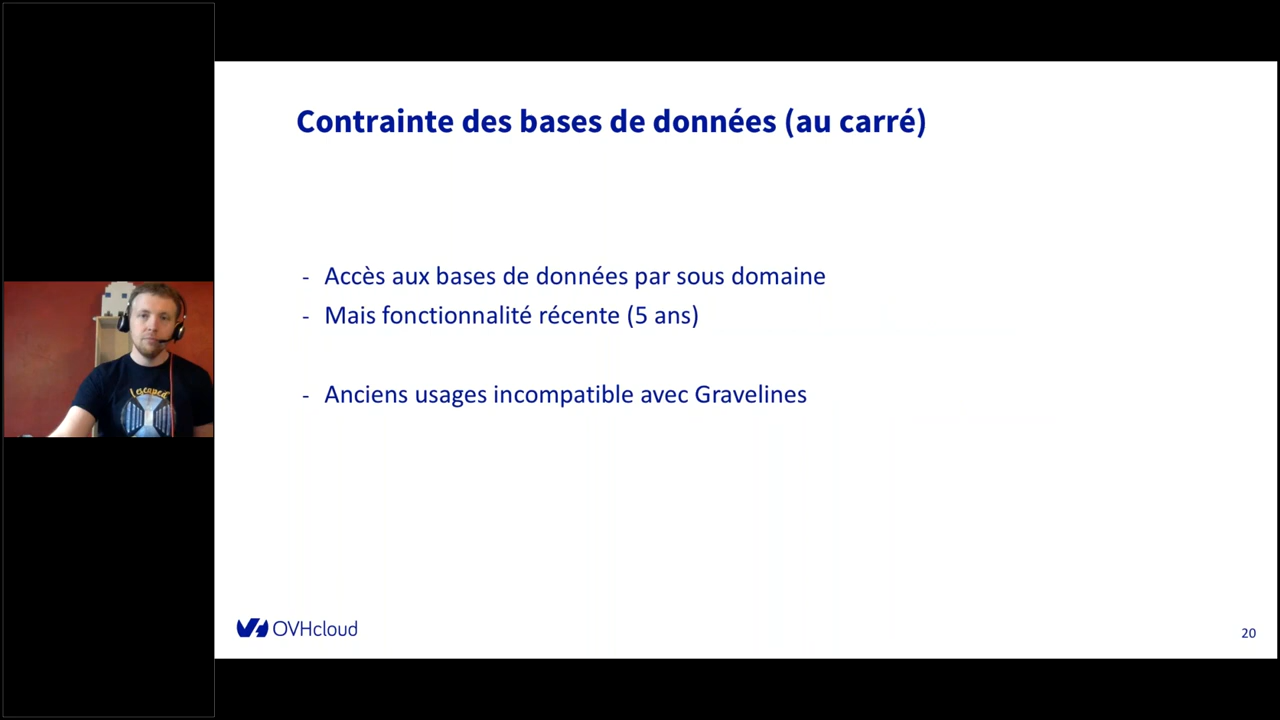 Contrainte des bases de données (au carré)
- Accès aux bases de données par sous domaine
- Mais fonctionnalité récente (5 ans)
- Anciens usages incompatible avec Gravelines
I escaped
OVHcloud
20